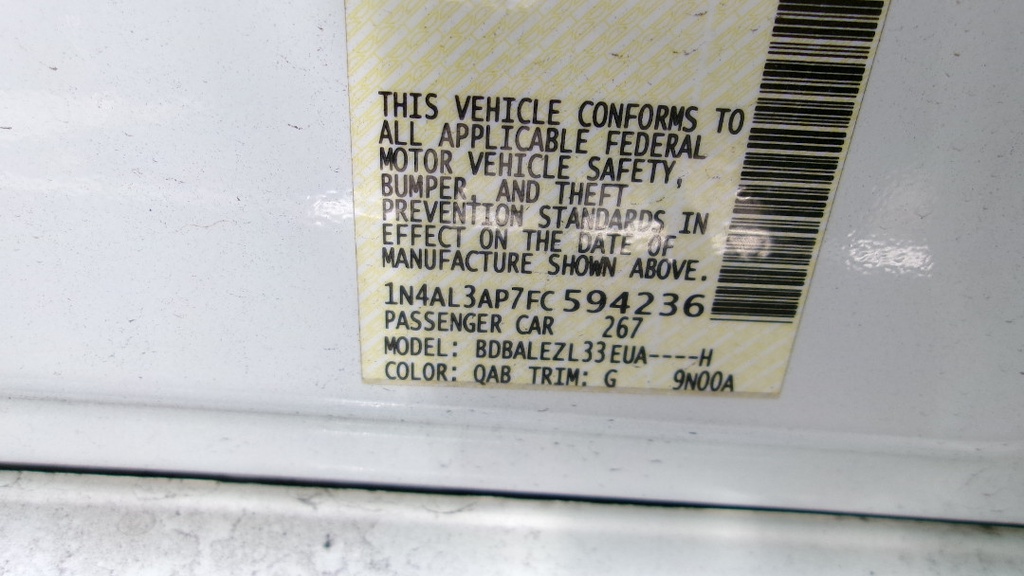 THIS VEHICLE CONFORMS TO
ALL APPLICABLE FEDERAL
MOTOR VEHICLE SAFETY,
BUMPER, AND THEFT
PREVENTION STANDARDS IN
EFFECT ON THE DATE OF
MANUFACTURE SHOWN ABOVE.
1N4AL3AP7FC594236
PASSENGER CAR 267
MODEL: BDBALEZL33EUA----H
COLOR: QAB TRIM: G 9N00A